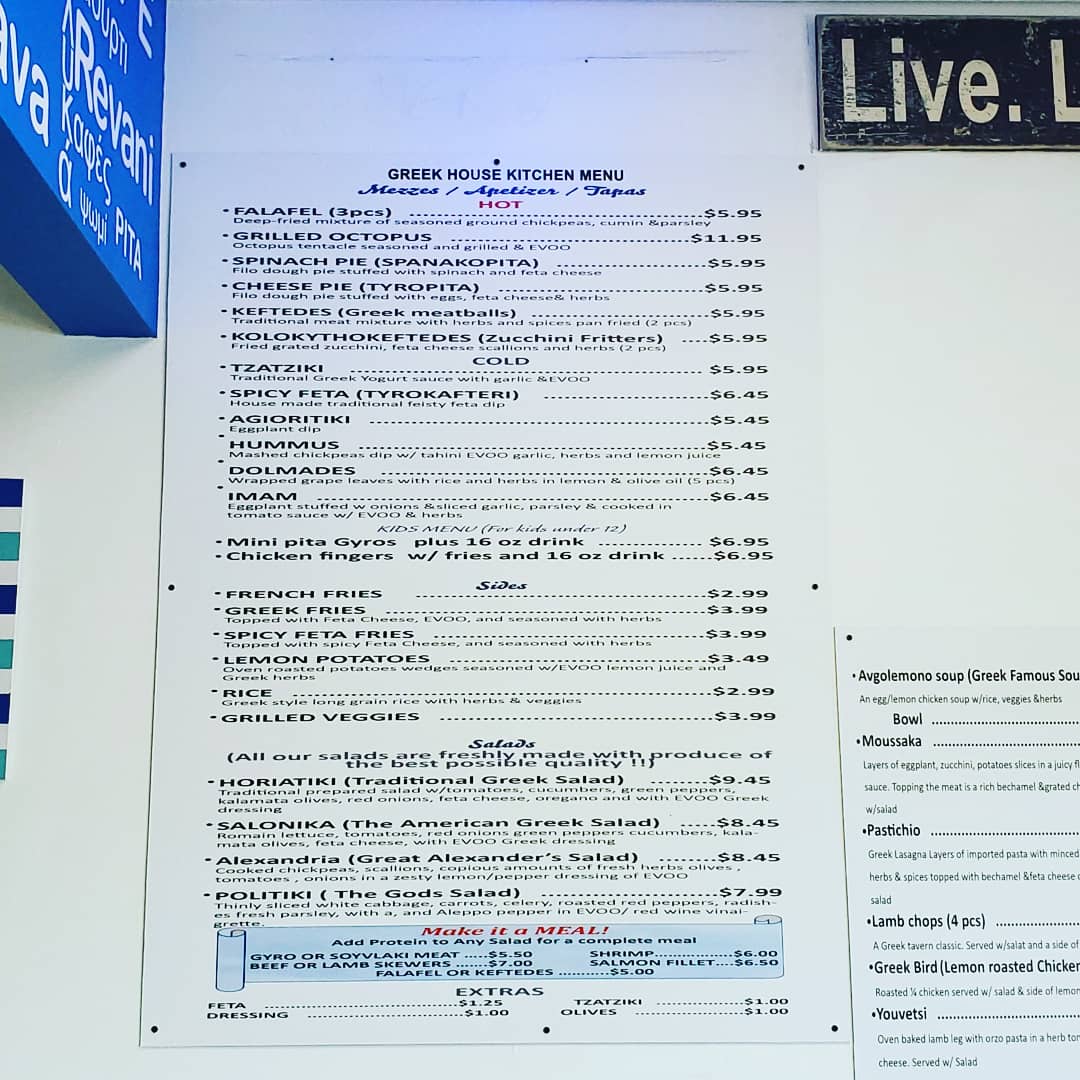 E
ουρτι
ava
Revani
λυκά
καφές
ψωμί
PITA
Live. L
GREEK HOUSE KITCHEN MENU
Mezzes / Apetizer / Tapas
HOT
• FALAFEL (3pcs) ........ $5.95
Deep-fried mixture of seasoned ground chickpeas, cumin &parsley
• GRILLED OCTOPUS ........ $11.95
Octopus tentacle seasoned and grilled & EVOO
• SPINACH PIE (SPANAKOPITA) ........ $5.95
Filo dough pie stuffed with spinach and feta cheese
• CHEESE PIE (TYROPITA) ........ $5.95
Filo dough pie stuffed with eggs, feta cheese& herbs
• KEFTEDES (Greek meatballs) ........ $5.95
Traditional meat mixture with herbs and spices pan fried (2 pcs)
• KOLOKYTHOKEFTEDES (Zucchini Fritters) ....$5.95
Fried grated zucchini, feta cheese scallions and herbs (2 pcs)
COLD
• TZATZIKI ........ $5.95
Traditional Greek Yogurt sauce with garlic &EVOO
• SPICY FETA (TYROKAFTERI) ........ $6.45
House made traditional feisty feta dip
• AGIORITIKI ........ $5.45
Eggplant dip
• HUMMUS ........ $5.45
Mashed chickpeas dip w/ tahini EVOO garlic, herbs and lemon juice
• DOLMADES ........ $6.45
Wrapped grape leaves with rice and herbs in lemon & olive oil (5 pcs)
• IMAM ........ $6.45
Eggplant stuffed w onions &sliced garlic, parsley & cooked in
tomato sauce w/ EVOO & herbs
KIDS MENU (For kids under 12)
• Mini pita Gyros plus 16 oz drink ........ $6.95
• Chicken fingers w/ fries and 16 oz drink ......$6.95
Sides
• FRENCH FRIES ........ $2.99
• GREEK FRIES ........ $3.99
Topped with Feta Cheese, EVOO, and seasoned with herbs
• SPICY FETA FRIES ........ $3.99
Topped with spicy Feta Cheese, and seasoned with herbs
• LEMON POTATOES ........ $3.49
Oven roasted potatoes wedges seasoned w/EVOO lemon juice and
Greek herbs
• RICE ........ $2.99
Greek style long grain rice with herbs & veggies
• GRILLED VEGGIES ........ $3.99
Salads
(All our salads are freshly made with produce of
the best possible quality !!)
• HORIATIKI (Traditional Greek Salad) ........$9.45
Traditional prepared salad w/tomatoes, cucumbers, green peppers,
kalamata olives, red onions, feta cheese, oregano and with EVOO Greek
dressing
• SALONIKA (The American Greek Salad) .....$8.45
Romain lettuce, tomatoes, red onions green peppers cucumbers, kala-
mata olives, feta cheese, with EVOO Greek dressing
• Alexandria (Great Alexander's Salad) ........$8.45
Cooked chickpeas, scallions, copious amounts of fresh herbs olives ,
tomatoes , onions in a zesty lemon/pepper dressing of EVOO
• POLITIKI ( The Gods Salad) ........ $7.99
Thinly sliced white cabbage, carrots, celery, roasted red peppers, radish-
es fresh parsley, with a, and Aleppo pepper in EVOO/ red wine vinai-
grette.
Make it a MEAL!
Add Protein to Any Salad for a complete meal
GYRO OR SOYVLAKI MEAT .....$5.50 SHRIMP........$6.00
BEEF OR LAMB SKEWERS .....$7.00 SALMON FILLET....$6.50
FALAFEL OR KEFTEDES ..........$5.00
EXTRAS
FETA ........ $1.25 TZATZIKI ........ $1.00
DRESSING ........ $1.00 OLIVES ........ $1.00
• Avgolemono soup (Greek Famous Sou
An egg/lemon chicken soup w/rice, veggies &herbs
Bowl ........
•Moussaka ........
Layers of eggplant, zucchini, potatoes slices in a juicy f
sauce. Topping the meat is a rich bechamel &grated ch
w/salad
•Pastichio ........
Greek Lasagna Layers of imported pasta with minced
herbs & spices topped with bechamel &feta cheese
salad
•Lamb chops (4 pc) ........
A Greek tavern classic. Served w/salat and a side of
•Greek Bird (Lemon roasted Chicken
Roasted ¼ chicken served w/ salad & side of lemon
•Youvetsi ........
Oven baked lamb leg with orzo pasta in a herb tom
cheese. Served w/ Salad